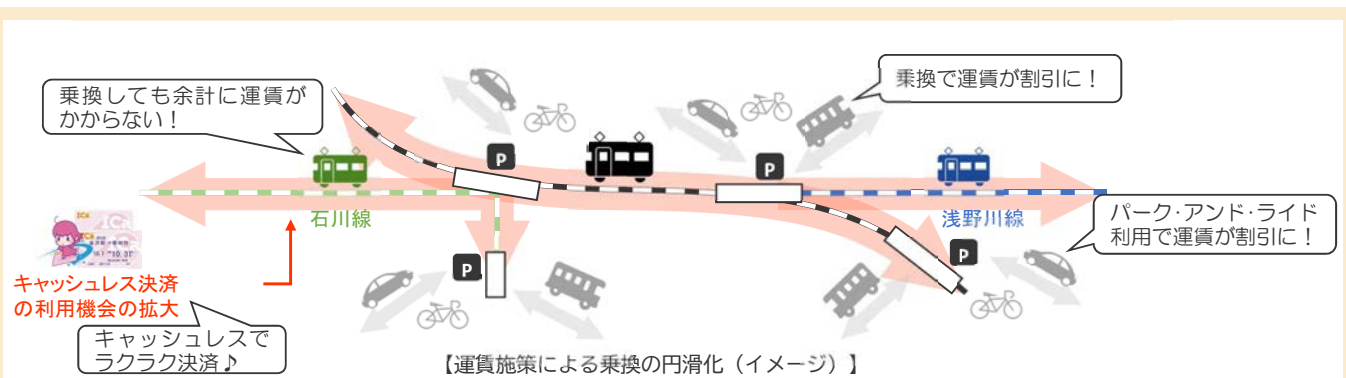 乗換しても余計に運賃が
かからない！
乗換で運賃が割引に！
P
P
石川線
浅野川線
パーク・アンド・ライド
利用で運賃が割引に！
P
P
ICa
キャッシュレス決済
の利用機会の拡大
キャッシュレスで
ラクラク決済♪
【運賃施策による乗換の円滑化（イメージ）】